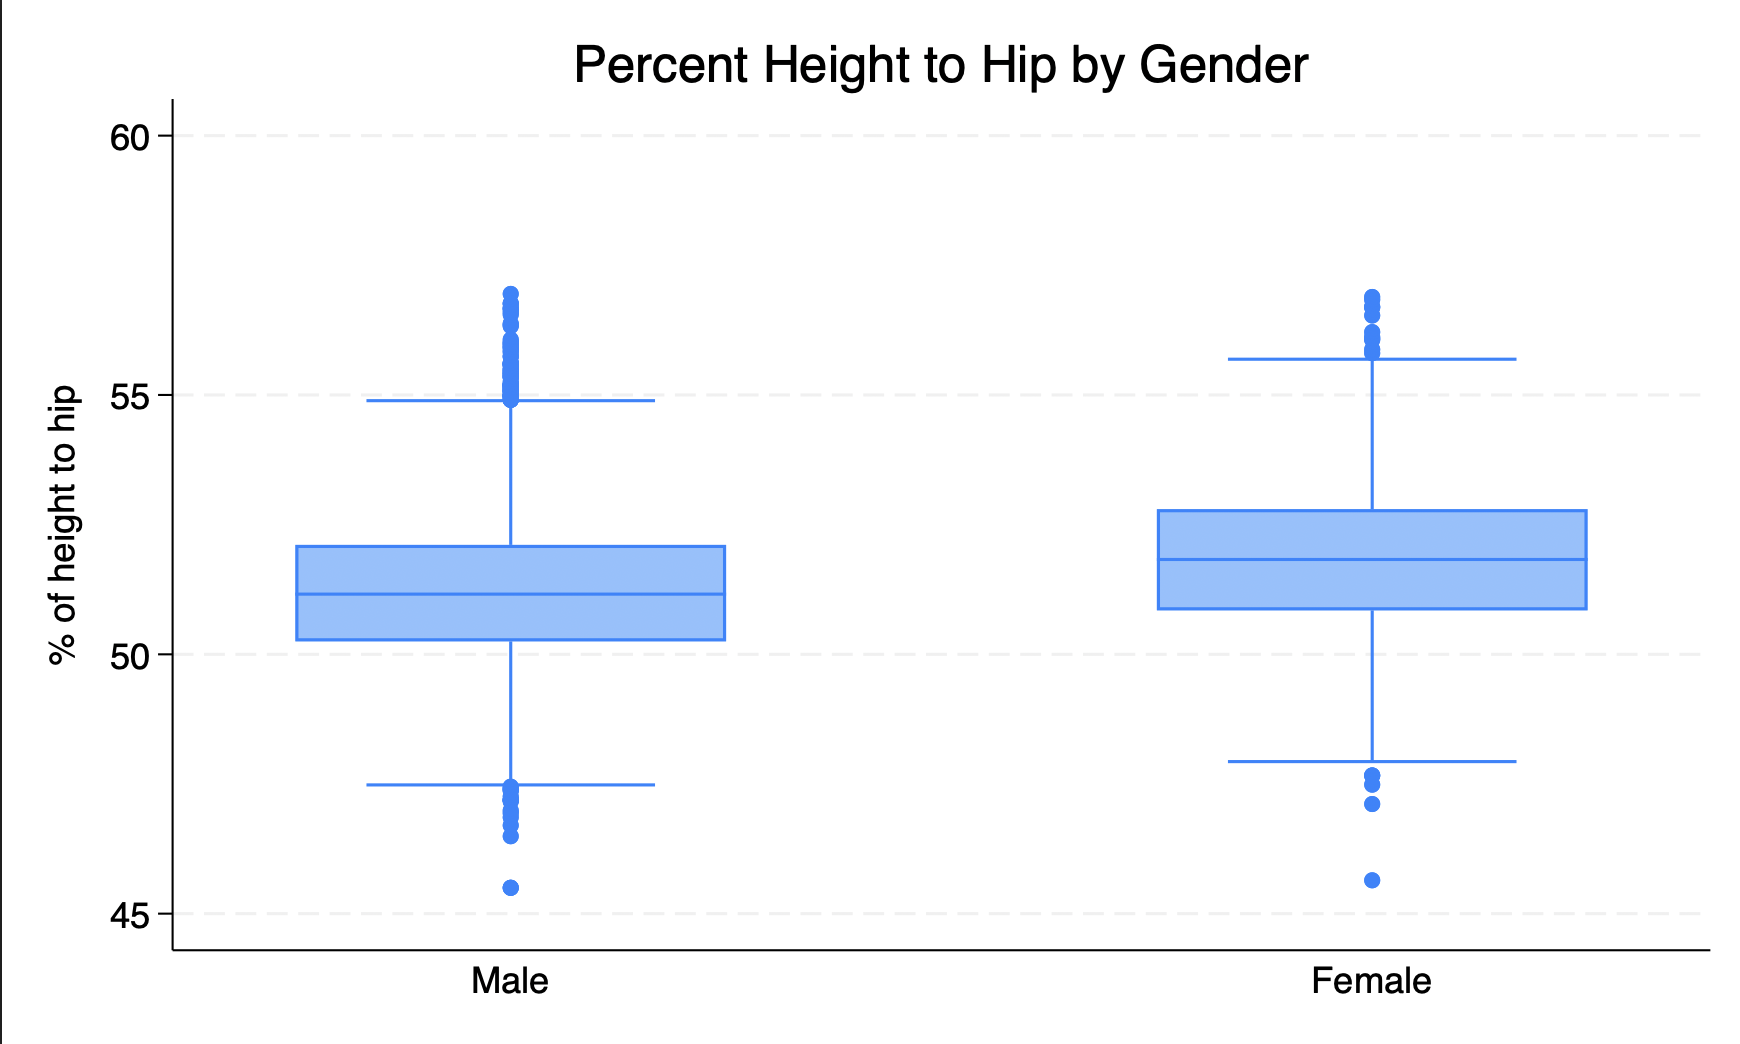 Percent Height to Hip by Gender
% of height to hip
60
55
50
45
Male
Female